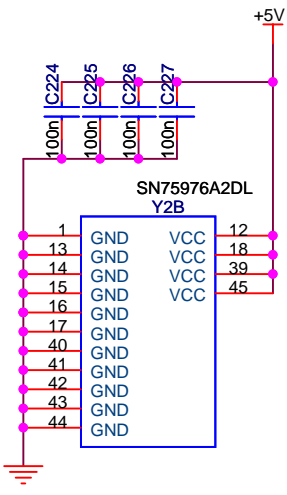 +5V
C224 C225 C226 C227
100n 100n 100n 100n
SN75976A2DL
Y2B
1 GND VCC 12
13 GND VCC 18
14 GND VCC 39
15 GND VCC 45
16 GND
17 GND
40 GND
41 GND
42 GND
43 GND
44 GND